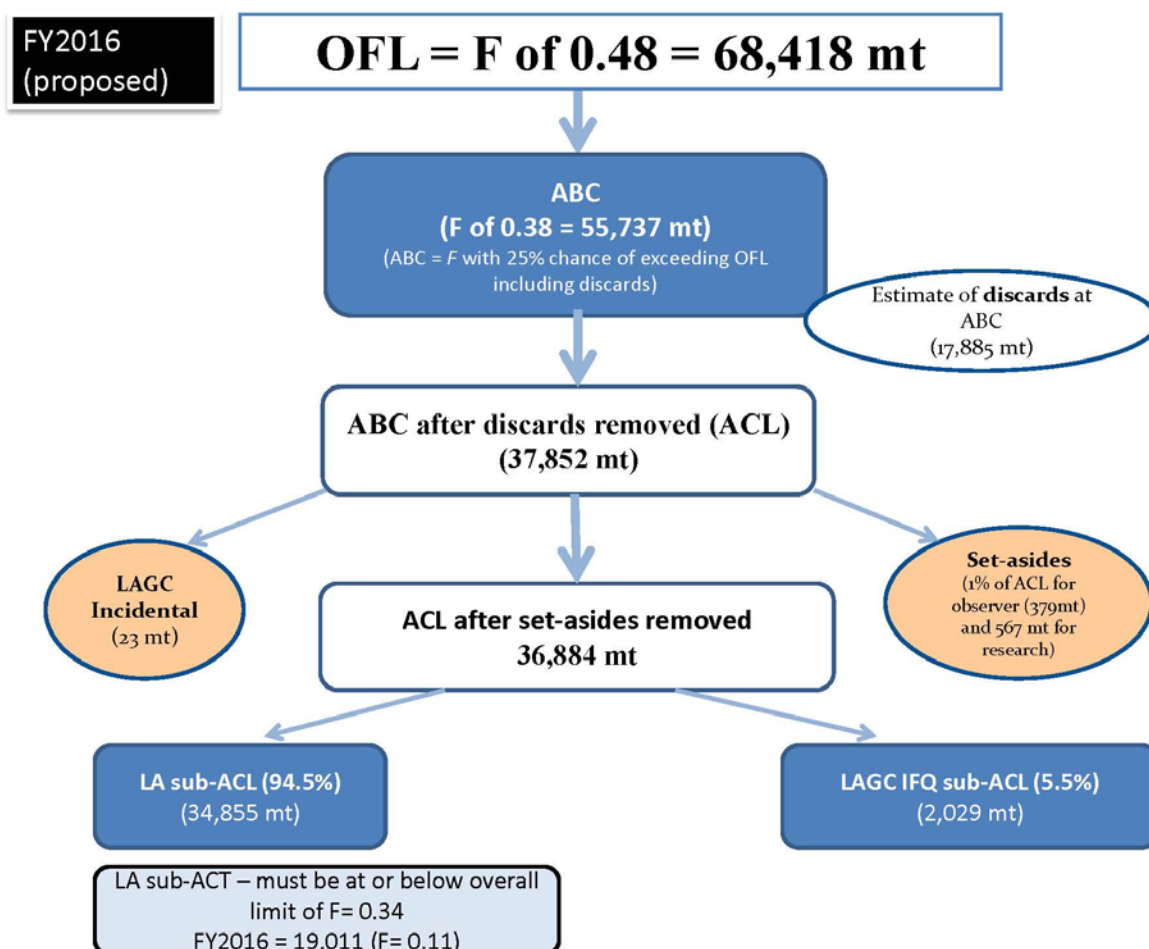 FY2016
(proposed)
OFL = F of 0.48 = 68,418 mt
ABC
(F of 0.38 = 55,737 mt)
(ABC = F with 25% chance of exceeding OFL
including discards)
Estimate of discards at
ABC
(17,885 mt)
ABC after discards removed (ACL)
(37,852 mt)
LAGC
Incidental
(23 mt)
Set-asides
(1% of ACL for
observer (379mt)
and 567 mt for
research)
ACL after set-asides removed
36,884 mt
LA sub-ACL (94.5%)
(34,855 mt)
LAGC IFQ sub-ACL (5.5%)
(2,029 mt)
LA sub-ACT – must be at or below overall
limit of F= 0.34
FY2016 = 19,011 (F= 0.11)